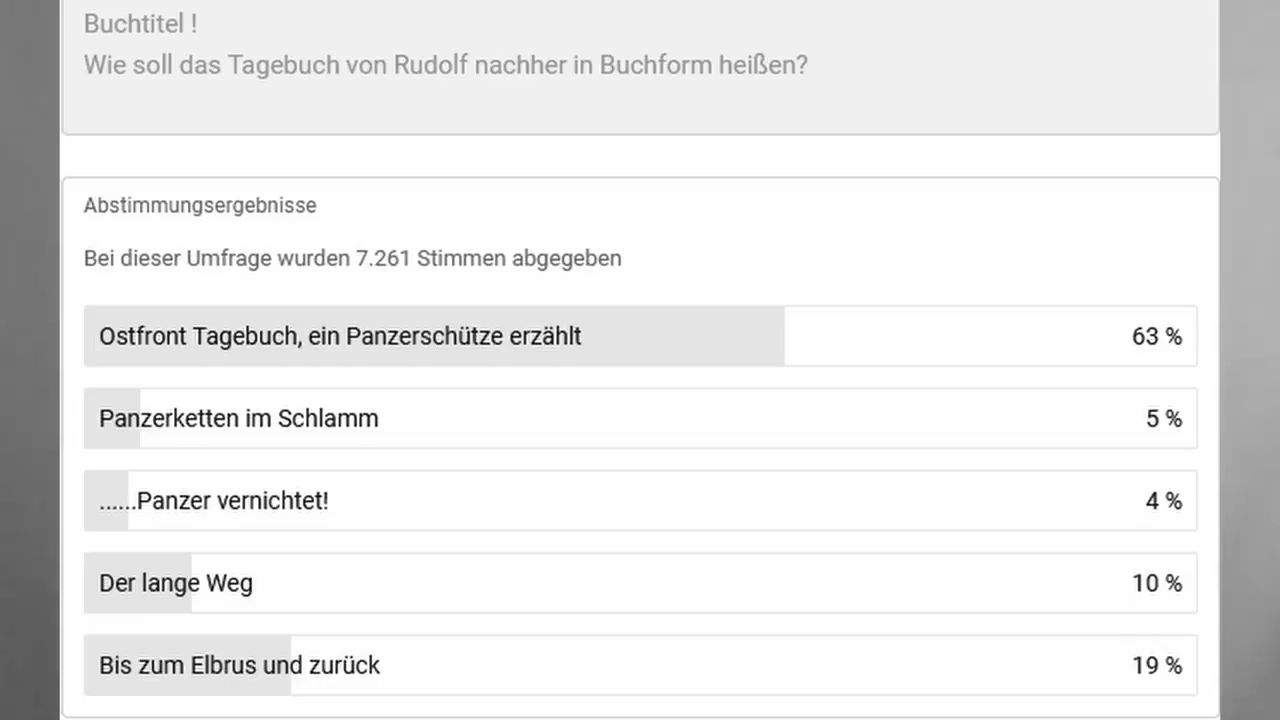 Buchtitel !
Wie soll das Tagebuch von Rudolf nachher in Buchform heißen?
Abstimmungsergebnisse
Bei dieser Umfrage wurden 7.261 Stimmen abgegeben
Ostfront Tagebuch, ein Panzerschütze erzählt 63 %
Panzerketten im Schlamm 5 %
......Panzer vernichtet! 4 %
Der lange Weg 10 %
Bis zum Elbrus und zurück 19 %